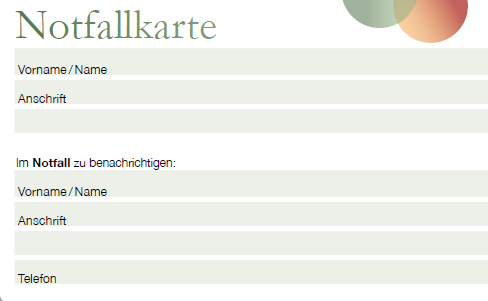 Notfallkarte
Vorname / Name
Anschrift
Im Notfall zu benachrichtigen:
Vorname / Name
Anschrift
Telefon